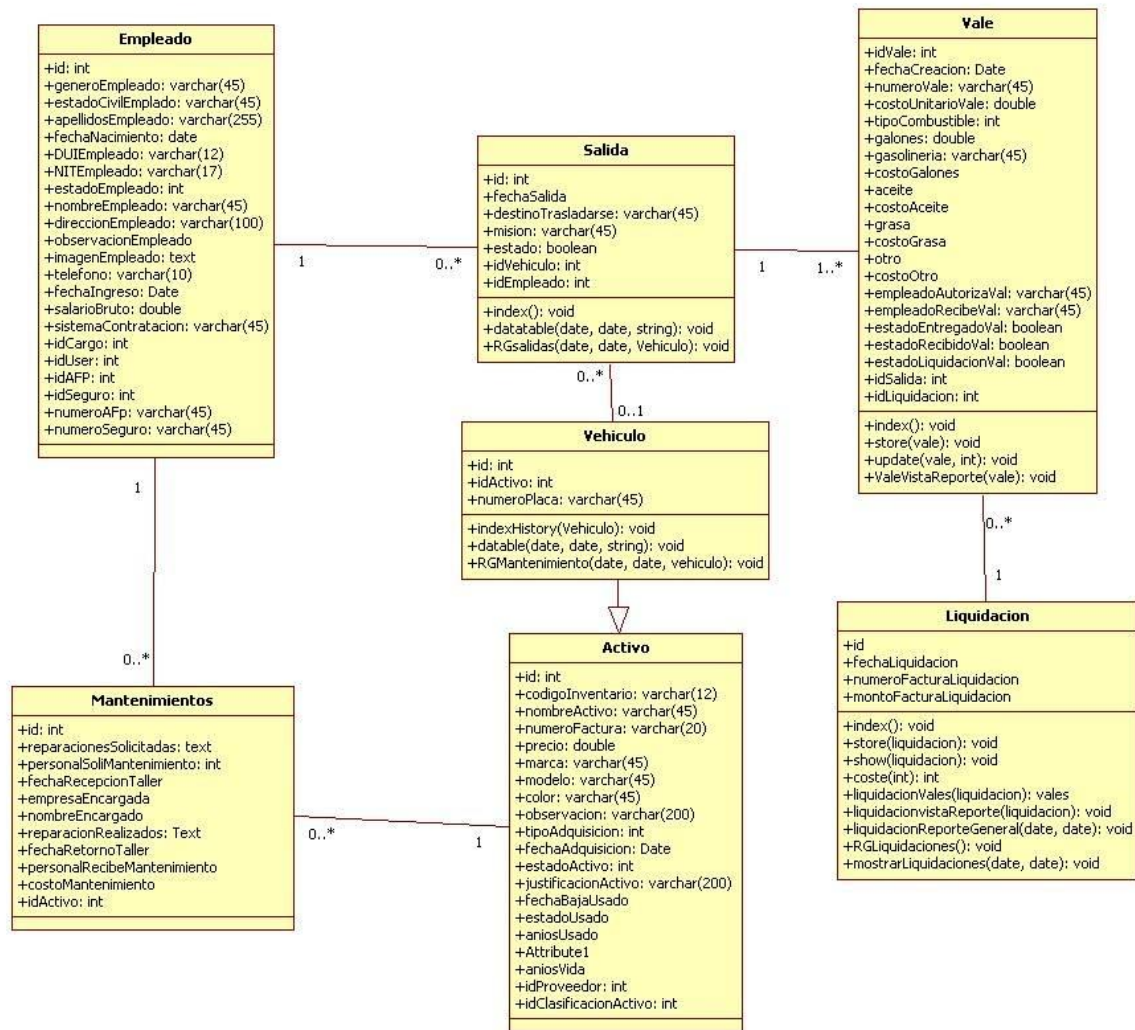 Empleado
+id: int
+generoEmpleado: varchar(45)
+estadoCivilEmplado: varchar(45)
+apellidosEmpleado: varchar(255)
+fechaNacimiento: date
+DUIEmpleado: varchar(12)
+NITEmpleado: varchar(17)
+estadoEmpleado: int
+nombreEmpleado: varchar(45)
+direccionEmpleado: varchar(100)
+observacionEmpleado
+imagenEmpleado: text
+telefono: varchar(10)
+fechaIngreso: Date
+salarioBruto: double
+sistemaContratacion: varchar(45)
+idCargo: int
+idUser: int
+idAFP: int
+idSeguro: int
+numeroAFp: varchar(45)
+numeroSeguro: varchar(45)
1
0..*
Salida
+id: int
+fechaSalida
+destinoTrasladarse: varchar(45)
+mision: varchar(45)
+estado: boolean
+idVehiculo: int
+idEmpleado: int
+index(): void
+datatable(date, date, string): void
+RGsalidas(date, date, Vehiculo): void
1
1..*
Vale
+idVale: int
+fechaCreacion: Date
+numeroVale: varchar(45)
+costoUnitarioVale: double
+tipoCombustible: int
+galones: double
+gasolineria: varchar(45)
+costoGalones
+aceite
+costoAceite
+grasa
+costoGrasa
+otro
+costoOtro
+empleadoAutorizaVal: varchar(45)
+empleadoRecibeVal: varchar(45)
+estadoEntregadoVal: boolean
+estadoRecibidoVal: boolean
+estadoLiquidacionVal: boolean
+idSalida: int
+idLiquidacion: int
+index(): void
+store(vale): void
+update(vale, int): void
+ValeVistaReporte(vale): void
0..*
0..1
Vehiculo
+id: int
+idActivo: int
+numeroPlaca: varchar(45)
+indexHistory(Vehiculo): void
+datable(date, date, string): void
+RGMantenimiento(date, date, vehiculo): void
1
0..*
0..*
1
Mantenimientos
+id: int
+reparacionesSolicitadas: text
+personalSoliMantenimiento: int
+fechaRecepcionTaller
+empresaEncargada
+nombreEncargado
+reparacionRealizados: Text
+fechaRetornoTaller
+personalRecibeMantenimiento
+costoMantenimiento
+idActivo: int
0..*
1
Activo
+id: int
+codigoInventario: varchar(12)
+nombreActivo: varchar(45)
+numeroFactura: varchar(20)
+precio: double
+marca: varchar(45)
+modelo: varchar(45)
+color: varchar(45)
+observacion: varchar(200)
+tipoAdquisicion: int
+fechaAdquisicion: Date
+estadoActivo: int
+justificacionActivo: varchar(200)
+fechaBajaUsado
+estadoUsado
+aniosUsado
+Attribute1
+aniosVida
+idProveedor: int
+idClasificacionActivo: int
Liquidacion
+id
+fechaLiquidacion
+numeroFacturaLiquidacion
+montoFacturaLiquidacion
+index(): void
+store(liquidacion): void
+show(liquidacion): void
+coste(int): int
+liquidacionVales(liquidacion): vales
+liquidacionvistaReporte(liquidacion): void
+liquidacionReporteGeneral(date, date): void
+RGLiquidaciones(): void
+mostrarLiquidaciones(date, date): void